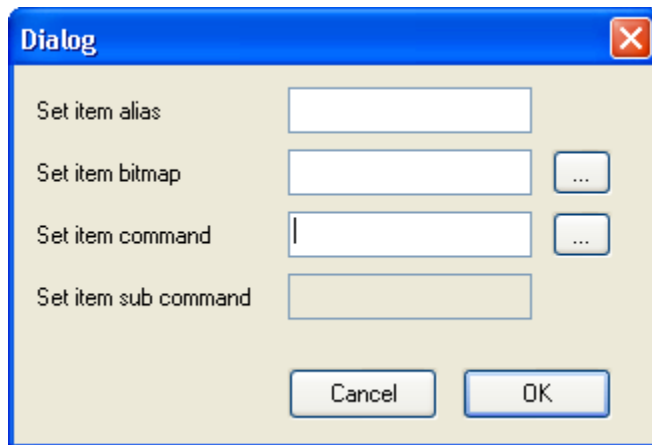 Dialog
Set item alias
Set item bitmap ...
Set item command ...
Set item sub command
Cancel OK